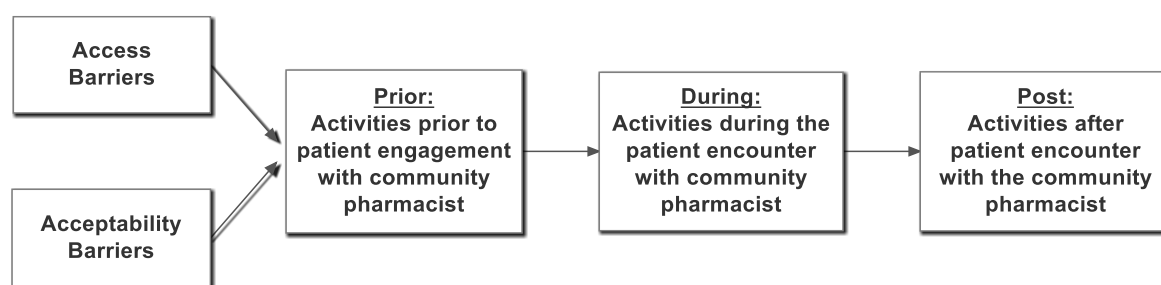 Access
Barriers
Acceptability
Barriers
Prior:
Activities prior to
patient engagement
with community
pharmacist
During:
Activities during the
patient encounter
with community
pharmacist
Post:
Activities after
patient encounter
with the community
pharmacist